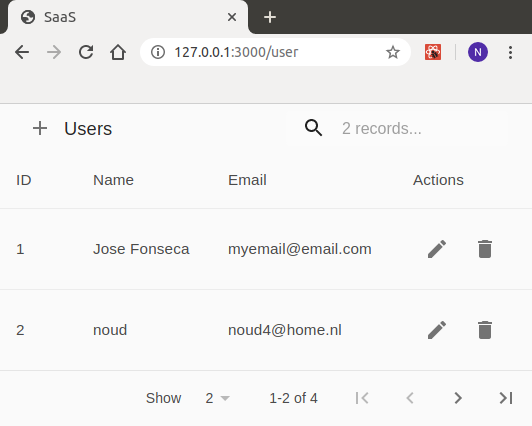 SaaS
127.0.0.1:3000/user
N
Users
2 records...
ID Name Email Actions
1 Jose Fonseca myemail@email.com
2 noud noud4@home.nl
Show 2 1-2 of 4